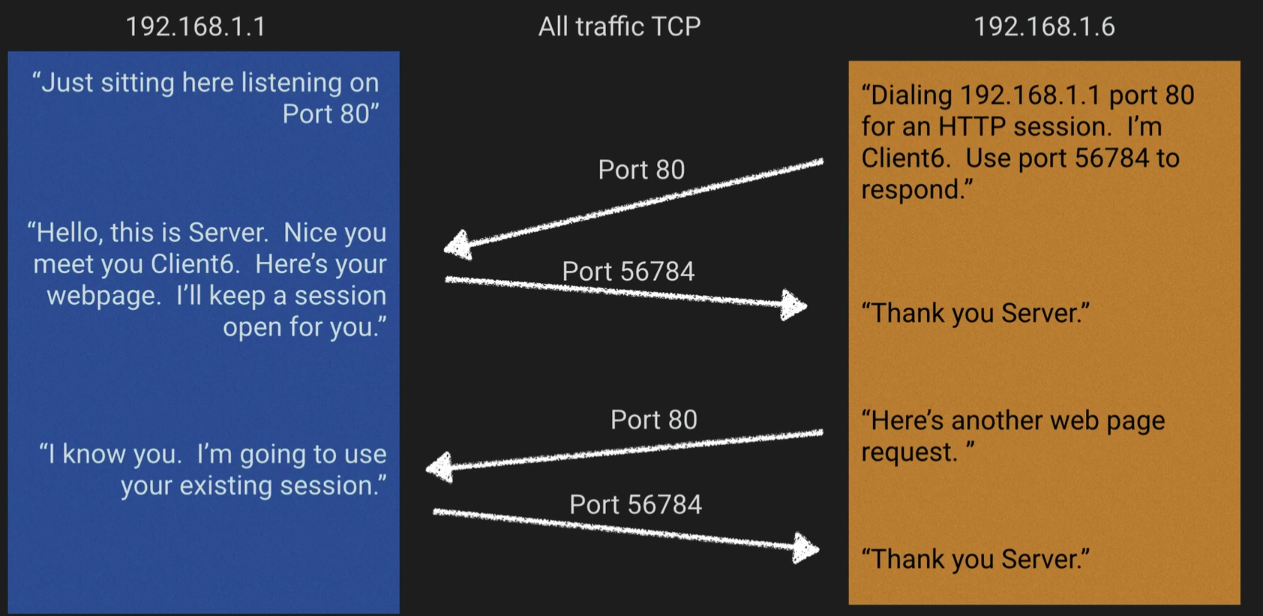 192.168.1.1
All traffic TCP
192.168.1.6
“Just sitting here listening on
Port 80”
“Dialing 192.168.1.1 port 80
for an HTTP session.  I’m
Client6.  Use port 56784 to
respond.”
Port 80
“Hello, this is Server.  Nice you
meet you Client6.  Here’s your
webpage.  I’ll keep a session
open for you.”
Port 56784
“Thank you Server.”
Port 80
“Here’s another web page
request. ”
“I know you.  I’m going to use
your existing session.”
Port 56784
“Thank you Server.”